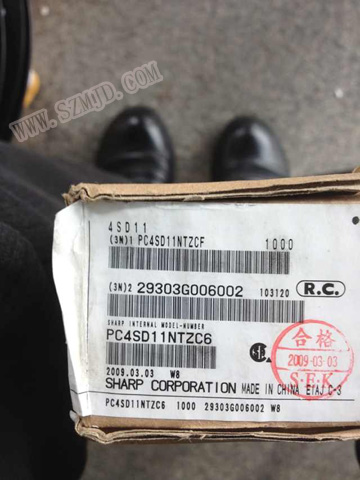 WWW.SZMJD.COM
4SD11
(3N)1 PC4SD11NTZCF 1000
(3N)2 29303G006002 103120 R.C.
SHARP INTERNAL MODEL-NUMBER
PC4SD11NTZC6
合格
2009-03-03
S.E.K
2009.03.03 W8
SHARP CORPORATION MADE IN CHINA EIAJ C-3
PC4SD11NTZC6 1000 29303G006002 W8